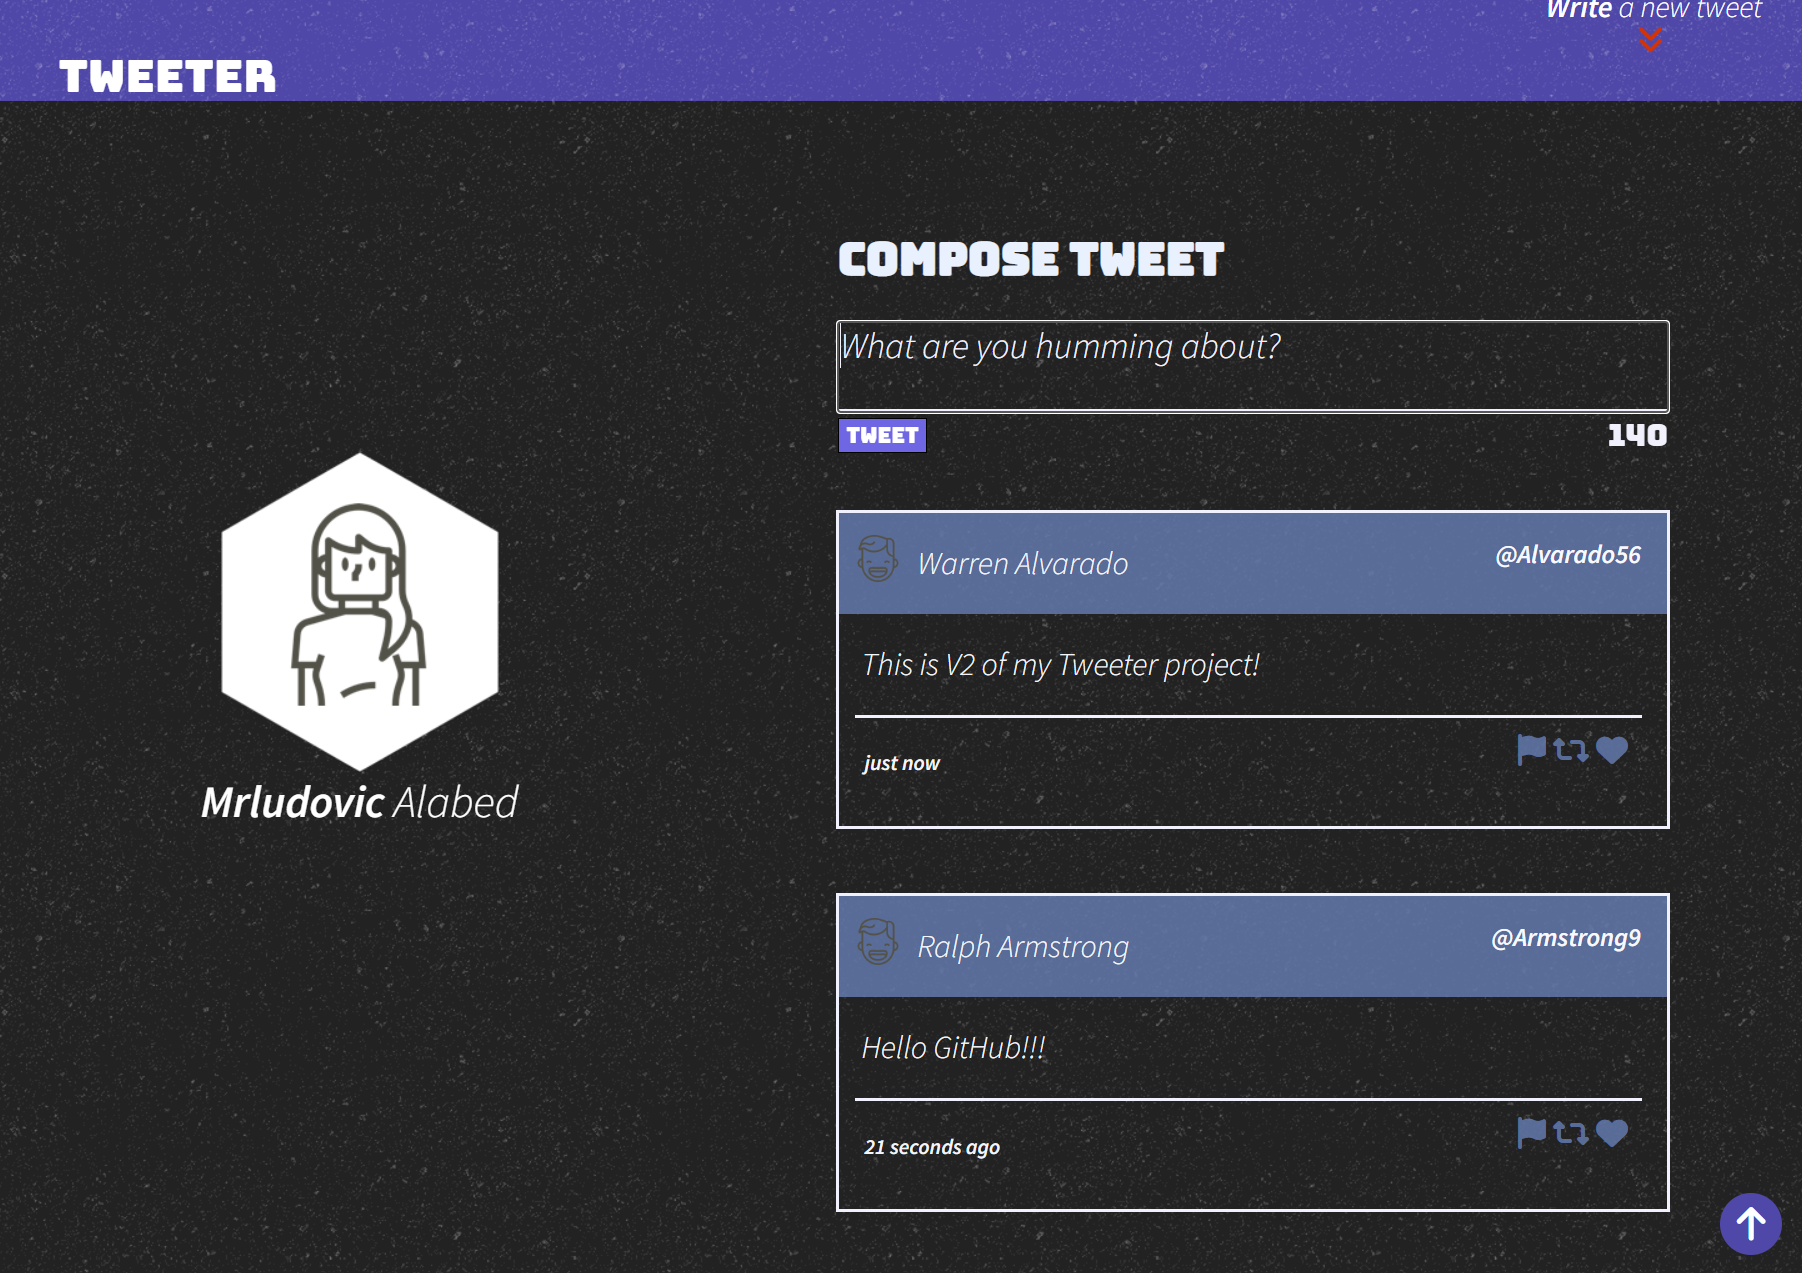 Write a new tweet
TWEETER
COMPOSE TWEET
What are you humming about?
TWEET
140
Mrludovic Alabed
Warren Alvarado
@Alvarado56
This is V2 of my Tweeter project!
just now
Ralph Armstrong
@Armstrong9
Hello GitHub!!!
21 seconds ago